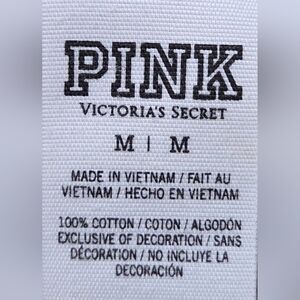 PINK
VICTORIA'S SECRET
M | M
MADE IN VIETNAM / FAIT AU
VIETNAM / HECHO EN VIETNAM
100% COTTON / COTON / ALGODÓN
EXCLUSIVE OF DECORATION / SANS
DÉCORATION / NO INCLUYE LA
DECORACIÓN